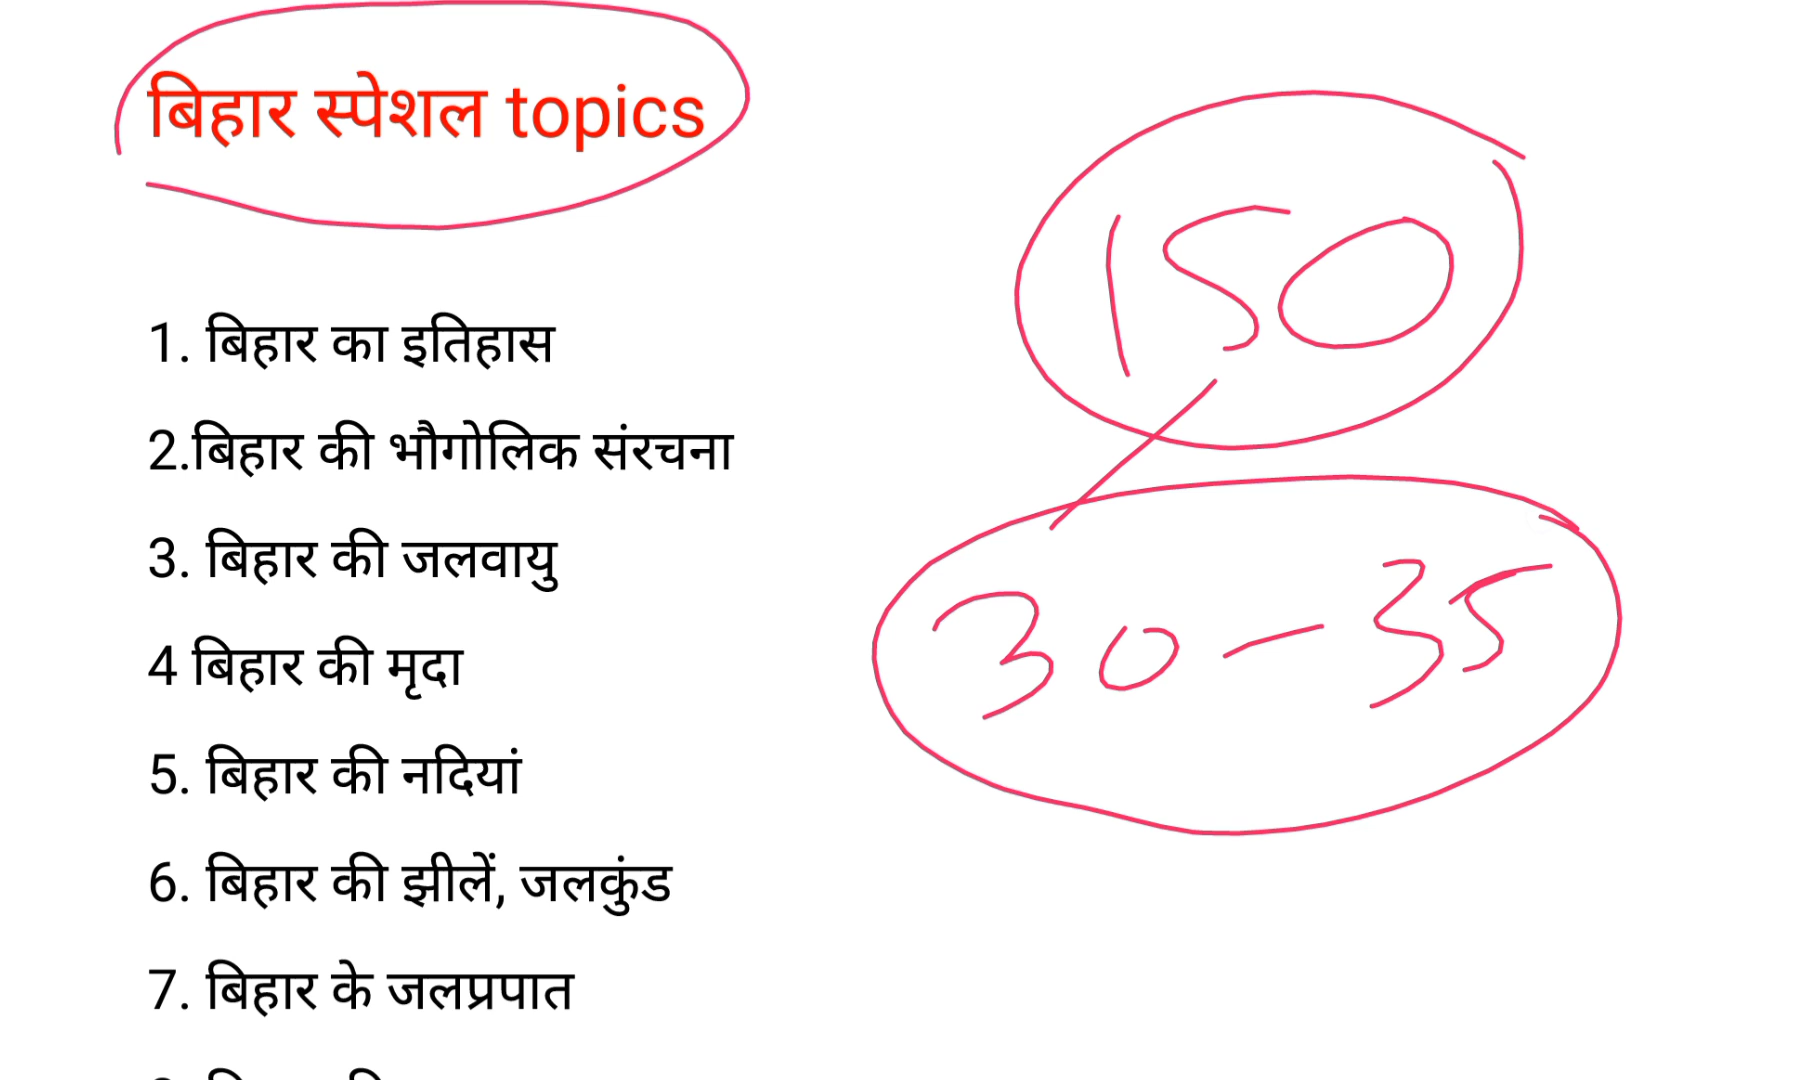 बिहार स्पेशल topics
150
1. बिहार का इतिहास
2.बिहार की भौगोलिक संरचना
3. बिहार की जलवायु
30-35
4 बिहार की मृदा
5. बिहार की नदियां
6. बिहार की झीलें, जलकुंड
7. बिहार के जलप्रपात